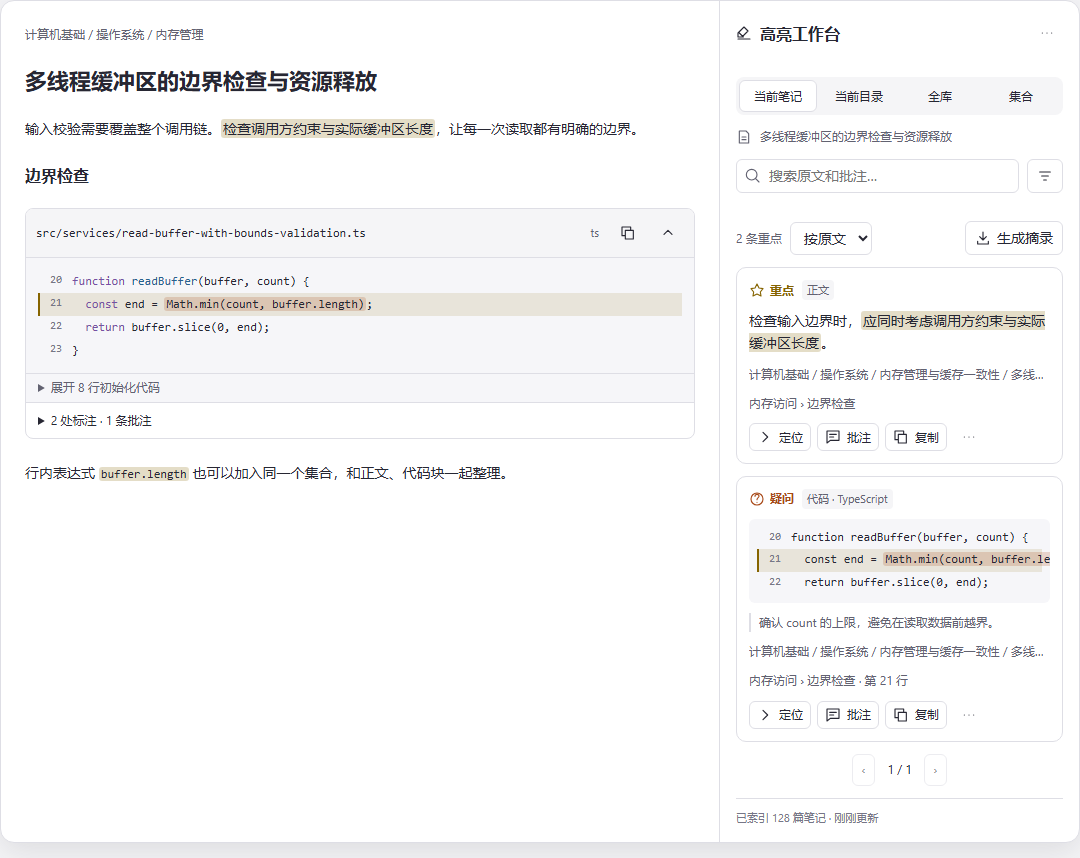 计算机基础 / 操作系统 / 内存管理
多线程缓冲区的边界检查与资源释放
输入校验需要覆盖整个调用链。检查调用方约束与实际缓冲区长度，让每一次读取都有明确的边界。
边界检查
src/services/read-buffer-with-bounds-validation.ts
ts
20 function readBuffer(buffer, count) {
21 const end = Math.min(count, buffer.length);
22 return buffer.slice(0, end);
23 }
展开 8 行初始化代码
2 处标注 · 1 条批注
行内表达式 buffer.length 也可以加入同一个集合，和正文、代码块一起整理。
高亮工作台
···
当前笔记 当前目录 全库 集合
多线程缓冲区的边界检查与资源释放
搜索原文和批注...
2 条重点 按原文 生成摘录
重点 正文
检查输入边界时，应同时考虑调用方约束与实际
缓冲区长度。
计算机基础 / 操作系统 / 内存管理与缓存一致性 / 多线...
内存访问 › 边界检查
定位 批注 复制 ···
疑问 代码 · TypeScript
20 function readBuffer(buffer, count) {
21 const end = Math.min(count, buffer.le
22 return buffer.slice(0, end);
确认 count 的上限，避免在读取数据前越界。
计算机基础 / 操作系统 / 内存管理与缓存一致性 / 多线...
内存访问 › 边界检查 · 第 21 行
定位 批注 复制 ···
‹ 1 / 1 ›
已索引 128 篇笔记 · 刚刚更新